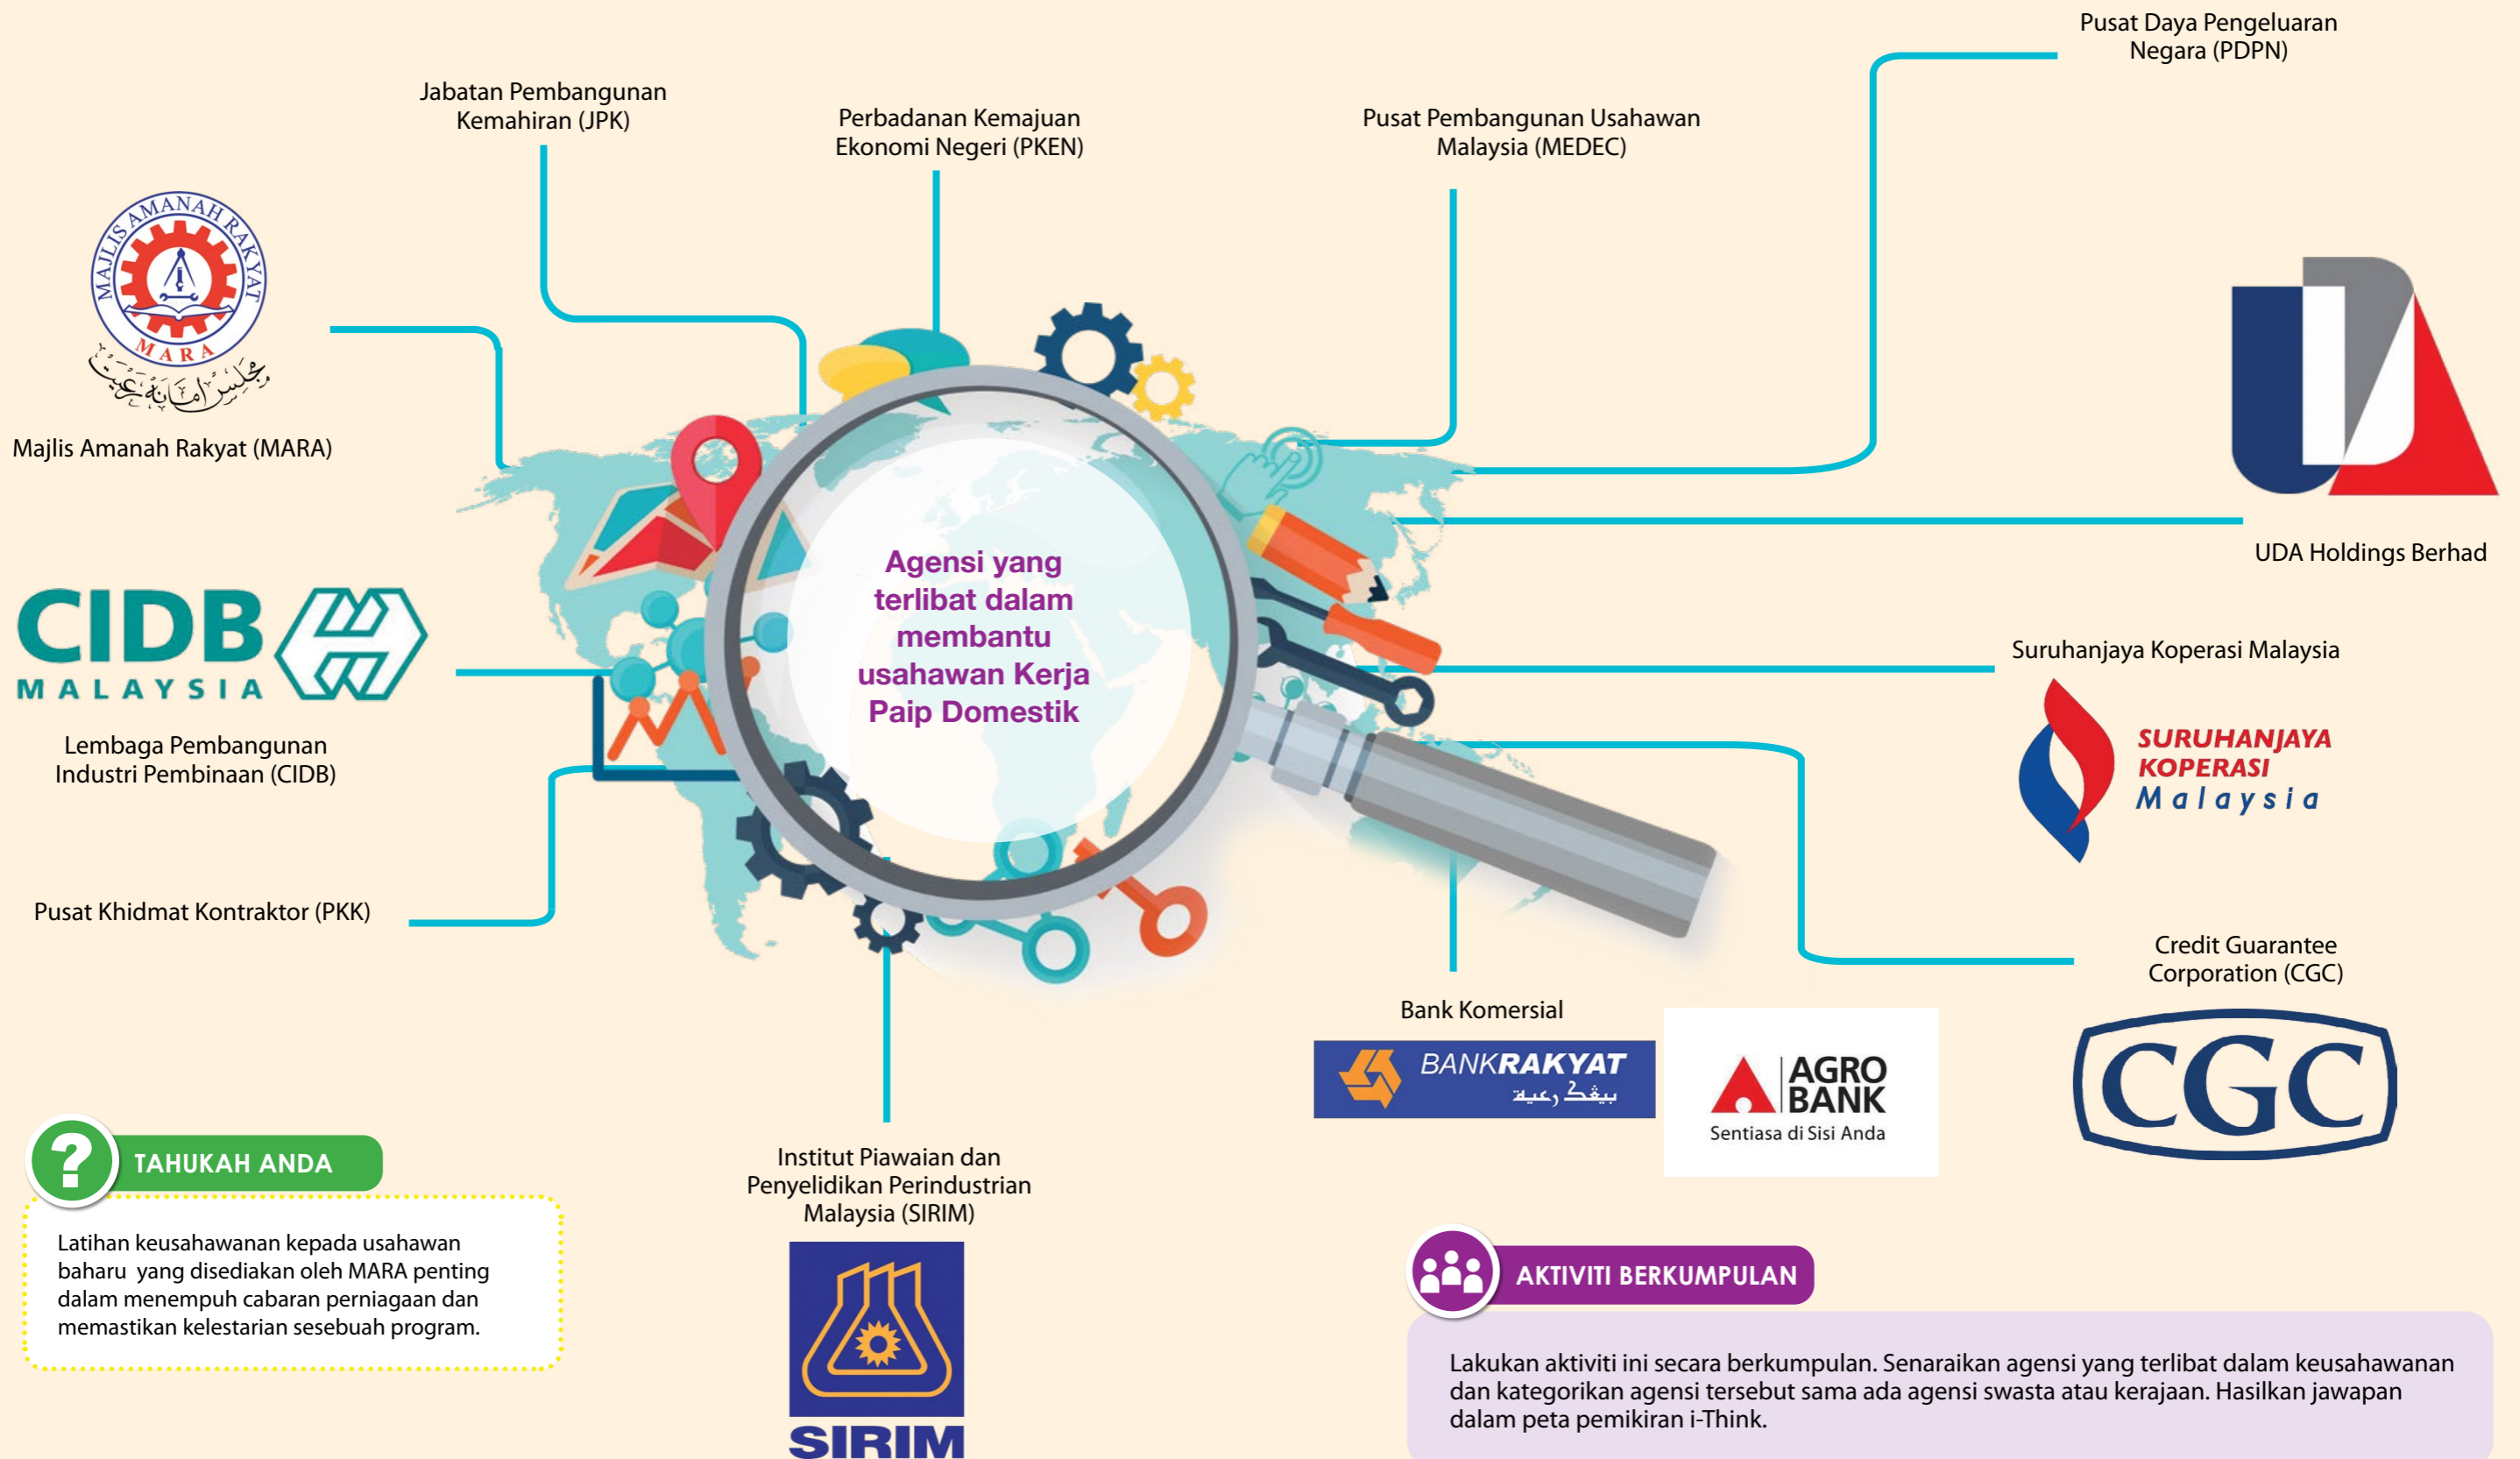 Pusat Daya Pengeluaran
Negara (PDPN)
Jabatan Pembangunan
Kemahiran (JPK)
Perbadanan Kemajuan
Ekonomi Negeri (PKEN)
Pusat Pembangunan Usahawan
Malaysia (MEDEC)
MAJLIS AMANAH RAKYAT
MARA
مجلس امانه رعيت
Majlis Amanah Rakyat (MARA)
UDA Holdings Berhad
CIDB
MALAYSIA
Lembaga Pembangunan
Industri Pembinaan (CIDB)
Agensi yang
terlibat dalam
membantu
usahawan Kerja
Paip Domestik
Suruhanjaya Koperasi Malaysia
SURUHANJAYA
KOPERASI
Malaysia
Pusat Khidmat Kontraktor (PKK)
Credit Guarantee
Corporation (CGC)
CGC
Bank Komersial
BANKRAKYAT
بيڠک رعية
AGRO
BANK
Sentiasa di Sisi Anda
Institut Piawaian dan
Penyelidikan Perindustrian
Malaysia (SIRIM)
SIRIM
?
TAHUKAH ANDA
Latihan keusahawanan kepada usahawan
baharu yang disediakan oleh MARA penting
dalam menempuh cabaran perniagaan dan
memastikan kelestarian sesebuah program.
AKTIVITI BERKUMPULAN
Lakukan aktiviti ini secara berkumpulan. Senaraikan agensi yang terlibat dalam keusahawanan
dan kategorikan agensi tersebut sama ada agensi swasta atau kerajaan. Hasilkan jawapan
dalam peta pemikiran i-Think.